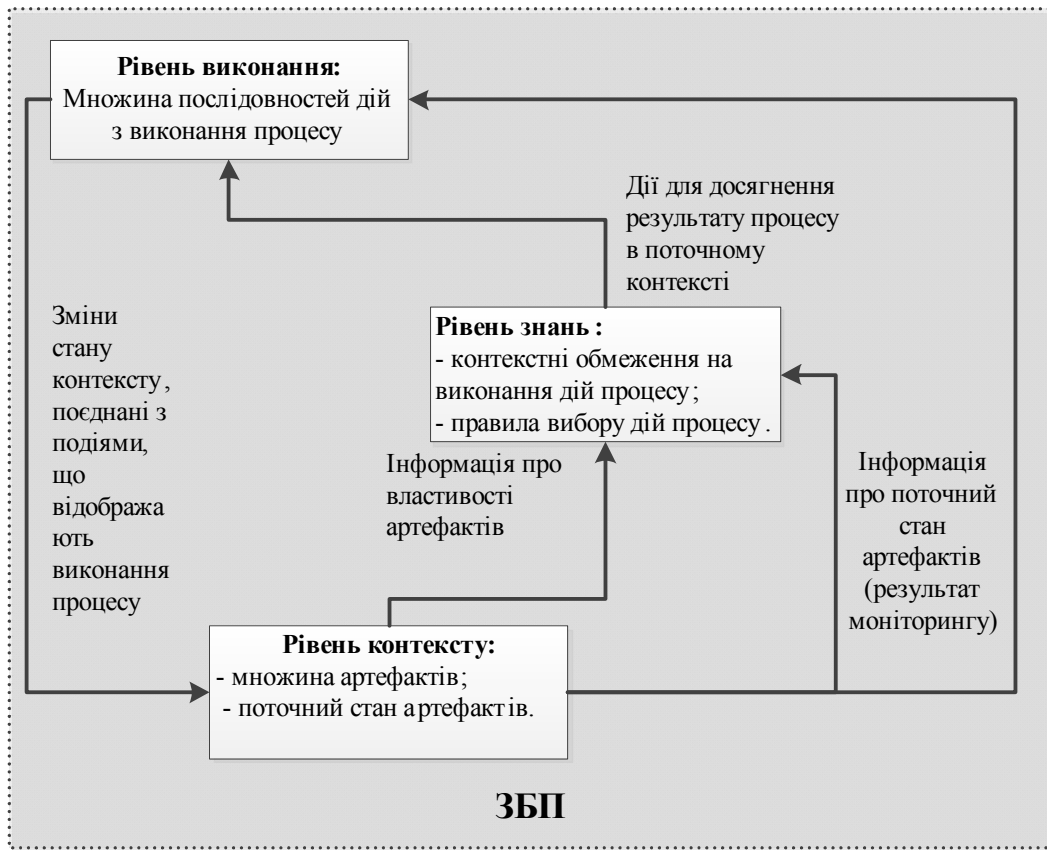 Рівень виконання:
Множина послідовностей дій
з виконання процесу
Дії для досягнення
результату процесу
в поточному
контексті
Зміни
стану
контексту,
поєднані з
подіями,
що
відобража
ють
виконання
процесу
Рівень знань :
- контекстні обмеження на
виконання дій процесу;
- правила вибору дій процесу.
Інформація про
властивості
артефактів
Інформація
про поточний
стан
артефактів
(результат
моніторингу)
Рівень контексту:
- множина артефактів;
- поточний стан артефактів.
ЗБП